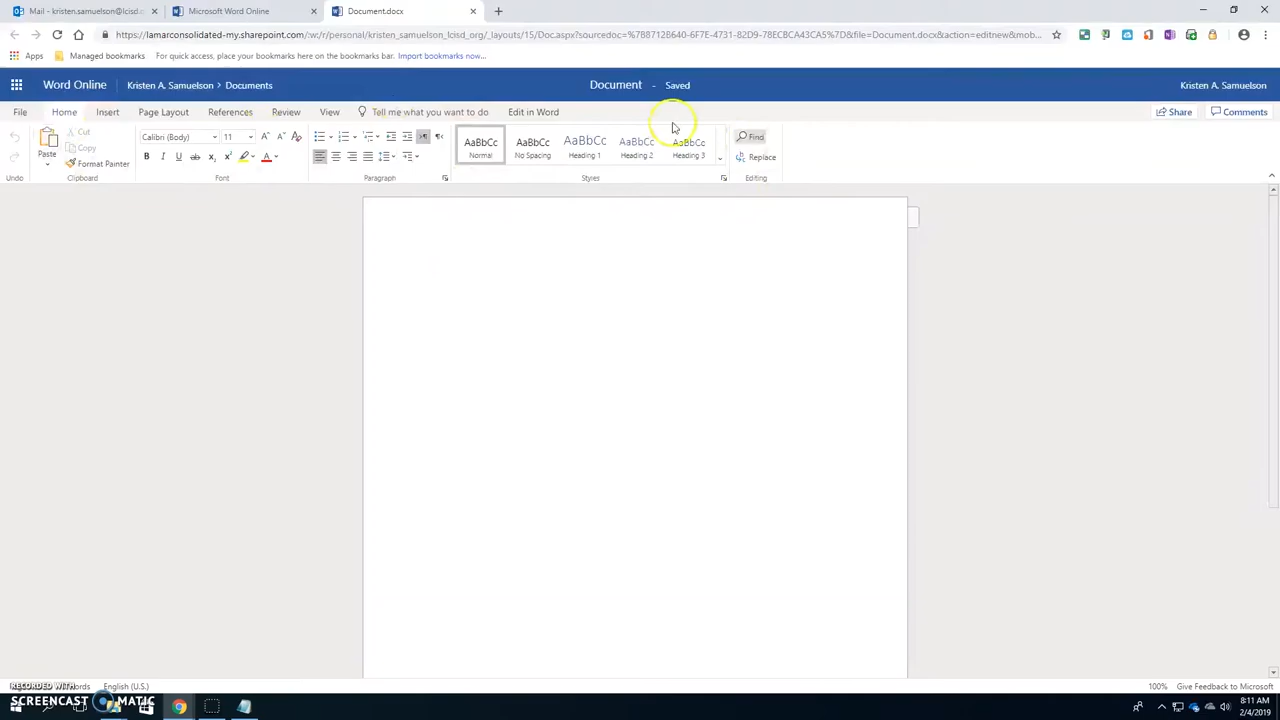 Mail - kristen.samuelson@lcisd.o
Microsoft Word Online
Document.docx
https://lamarconsolidated-my.sharepoint.com/:w:/r/personal/kristen_samuelson_lcisd_org/_layouts/15/Doc.aspx?sourcedoc=%7B87128640-6F7E-4731-82D9-78ECBCA43CA5%7D&file=Document.docx&action=editnew&mob...
Apps
Managed bookmarks
For quick access, place your bookmarks here on the bookmarks bar. Import bookmarks now...
Word Online
Kristen A. Samuelson > Documents
Document - Saved
Kristen A. Samuelson
File
Home
Insert
Page Layout
References
Review
View
Tell me what you want to do
Edit in Word
Share
Comments
Paste
Cut
Copy
Format Painter
Calibri (Body)
11
B I U
AaBbCc
Normal
AaBbCc
No Spacing
AaBbCc
Heading 1
AaBbCc
Heading 2
AaBbCc
Heading 3
Find
Replace
Undo
Clipboard
Font
Paragraph
Styles
Editing
RECORDED WITH
SCREENCAST MATIC
English (U.S.)
100%
Give Feedback to Microsoft
8:11 AM
2/4/2019